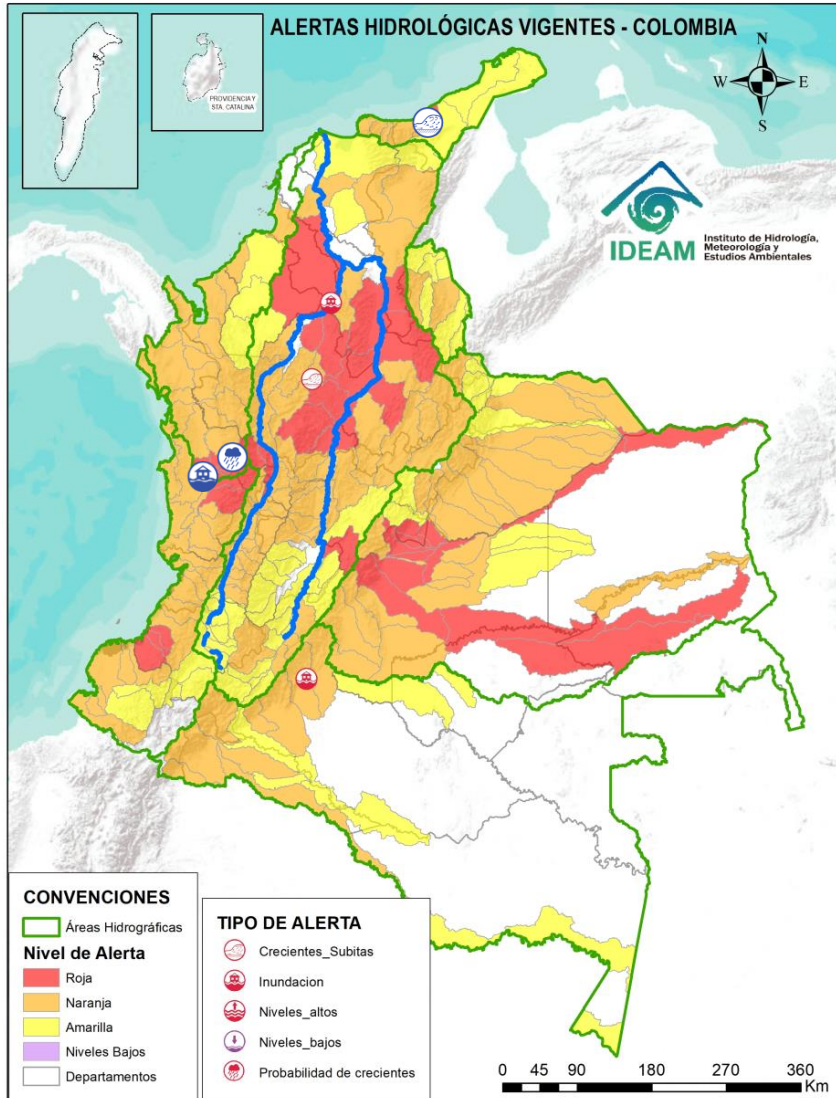 ALERTAS HIDROLÓGICAS VIGENTES - COLOMBIA
PROVIDENCIA Y
STA. CATALINA
N
W
E
S
IDEAM
Instituto de Hidrología,
Meteorología y
Estudios Ambientales
CONVENCIONES
Áreas Hidrográficas
Nivel de Alerta
Roja
Naranja
Amarilla
Niveles Bajos
Departamentos
TIPO DE ALERTA
Crecientes_Subitas
Inundacion
Niveles_altos
Niveles_bajos
Probabilidad de crecientes
0 45 90 180 270 360
Km